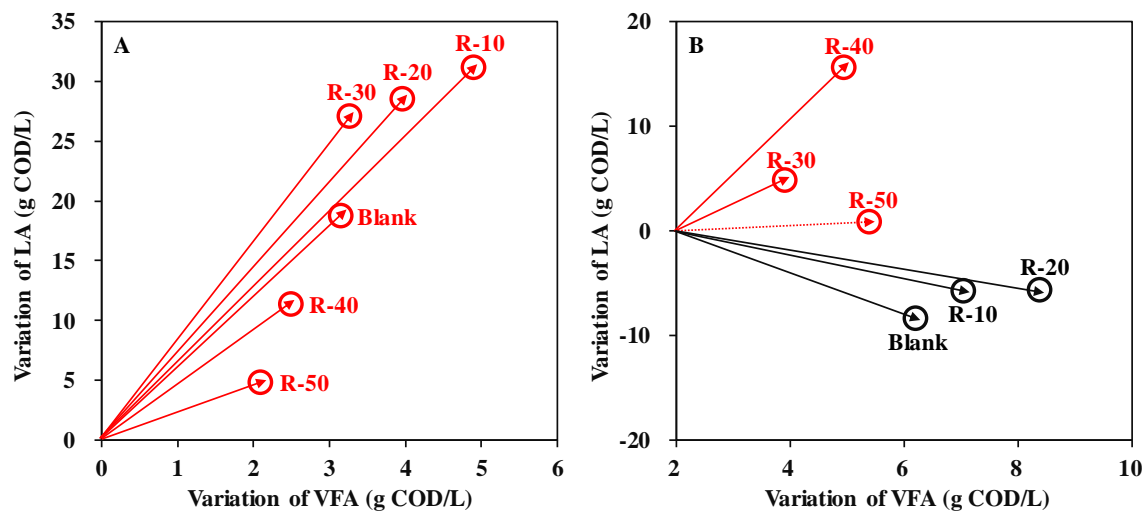 A
35
30
25
20
15
10
5
0
0
1
2
3
4
5
6
Variation of LA (g COD/L)
Variation of VFA (g COD/L)
R-10
R-20
R-30
Blank
R-40
R-50
B
20
10
0
-10
-20
2
4
6
8
10
Variation of LA (g COD/L)
Variation of VFA (g COD/L)
R-40
R-30
R-50
R-20
R-10
Blank